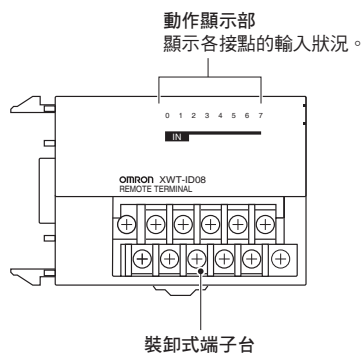 動作顯示部
顯示各接點的輸入狀況。
0 1 2 3 4 5 6 7
IN
OMRON XWT-ID08
REMOTE TERMINAL
裝卸式端子台